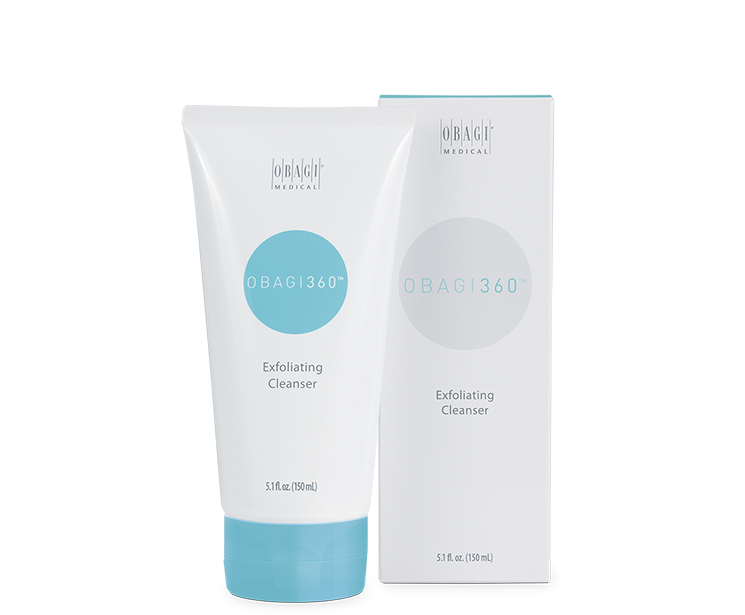 OBAGI®
MEDICAL
OBAGI360™
Exfoliating
Cleanser
5.1 fl. oz. (150 mL)
OBAGI
MEDICAL
OBAGI360™
Exfoliating
Cleanser
5.1 fl. oz. (150 mL)